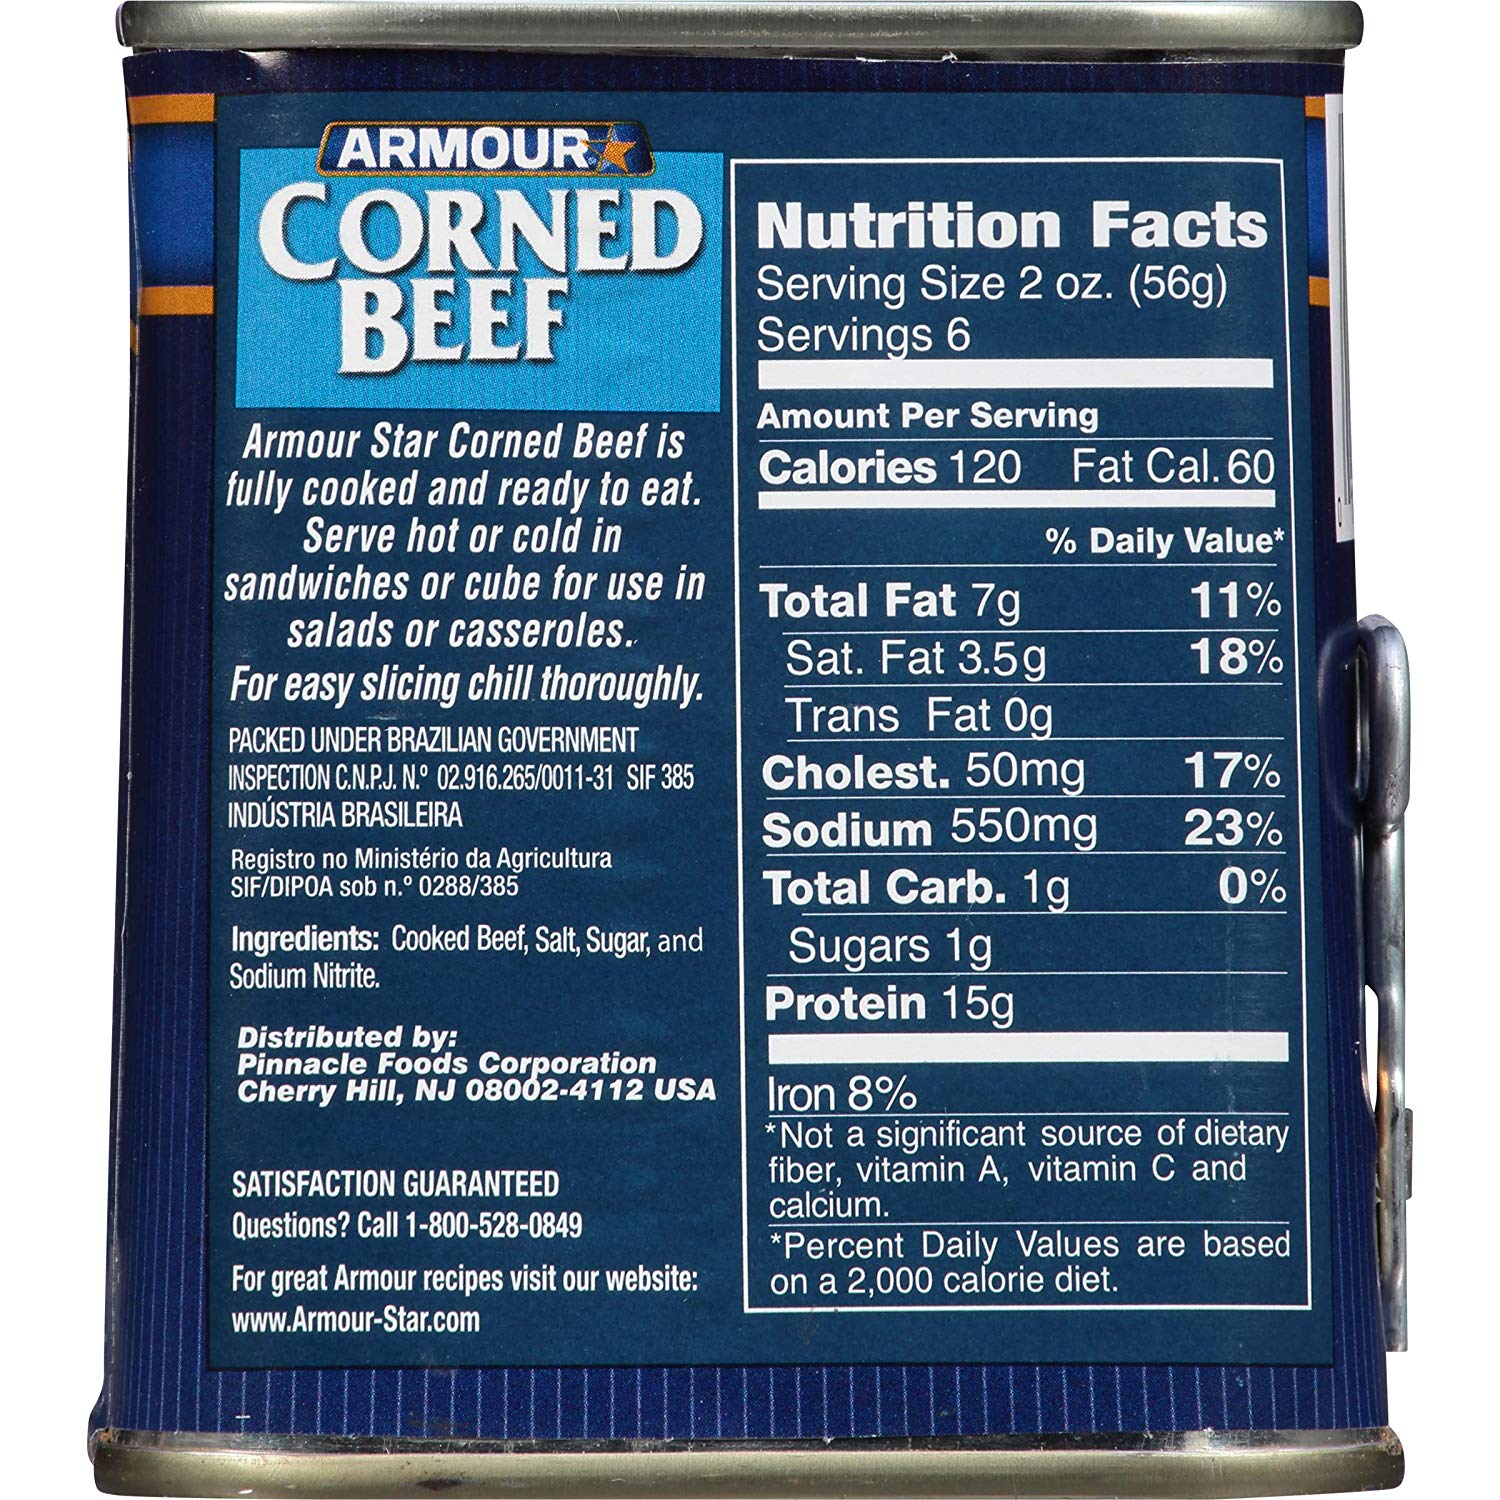 ARMOUR
CORNED
BEEF
Armour Star Corned Beef is
fully cooked and ready to eat.
Serve hot or cold in
sandwiches or cube for use in
salads or casseroles.
For easy slicing chill thoroughly.
PACKED UNDER BRAZILIAN GOVERNMENT
INSPECTION C.N.P.J. N.º 02.916.265/0011-31 SIF 385
INDÚSTRIA BRASILEIRA
Registro no Ministério da Agricultura
SIF/DIPOA sob n.º 0288/385
Ingredients: Cooked Beef, Salt, Sugar, and
Sodium Nitrite.
Distributed by:
Pinnacle Foods Corporation
Cherry Hill, NJ 08002-4112 USA
SATISFACTION GUARANTEED
Questions? Call 1-800-528-0849
For great Armour recipes visit our website:
www.Armour-Star.com
Nutrition Facts
Serving Size 2 oz. (56g)
Servings 6
Amount Per Serving
Calories 120 Fat Cal. 60
% Daily Value*
Total Fat 7g 11%
Sat. Fat 3.5g 18%
Trans Fat 0g
Cholest. 50mg 17%
Sodium 550mg 23%
Total Carb. 1g 0%
Sugars 1g
Protein 15g
Iron 8%
*Not a significant source of dietary
fiber, vitamin A, vitamin C and
calcium.
*Percent Daily Values are based
on a 2,000 calorie diet.